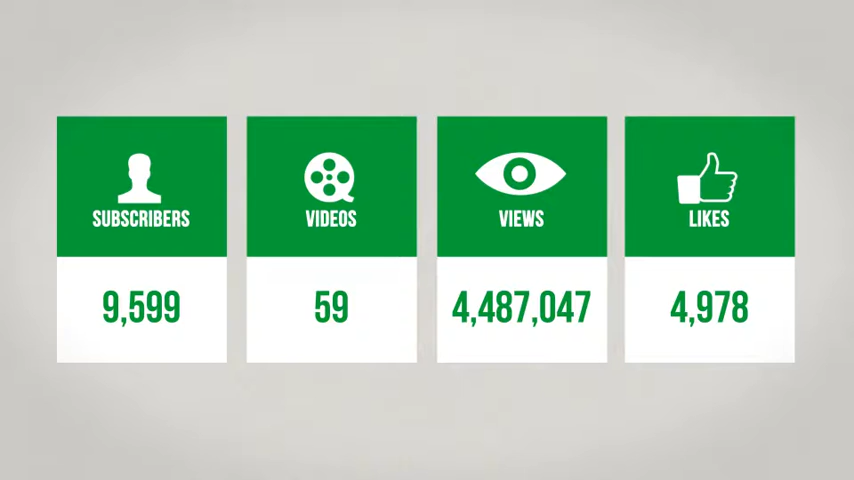 SUBSCRIBERS
9,599
VIDEOS
59
VIEWS
4,487,047
LIKES
4,978